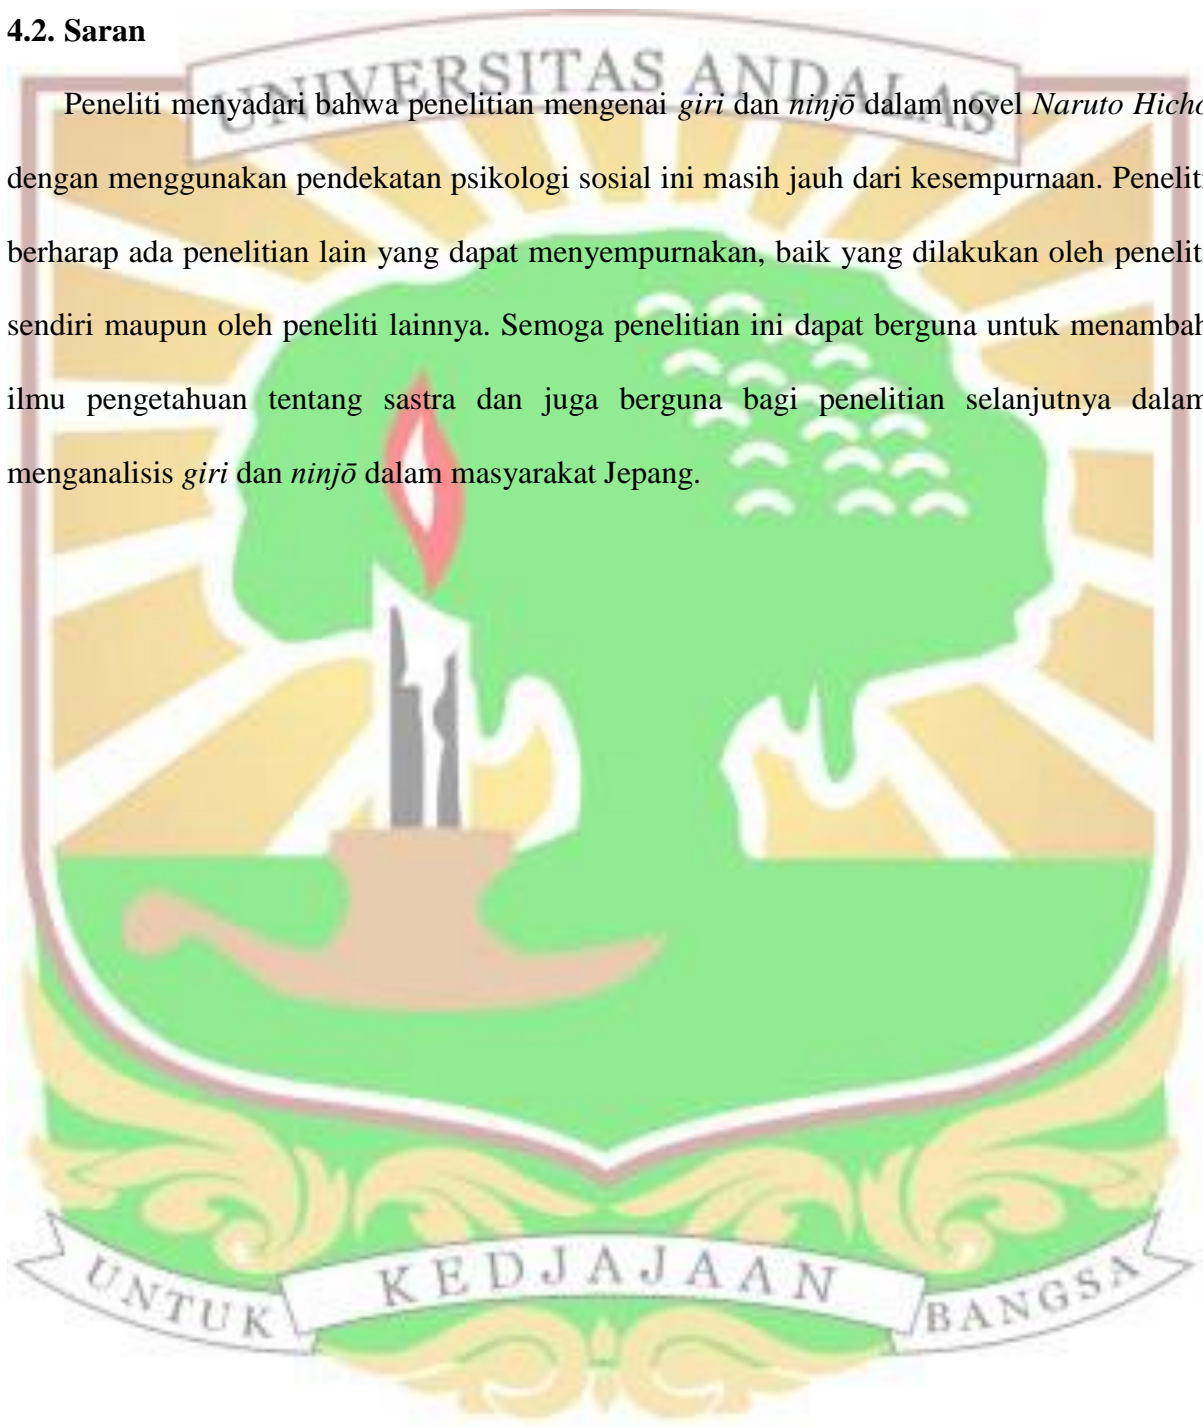 4.2. Saran
UNIVERSITAS ANDALAS
Peneliti menyadari bahwa penelitian mengenai giri dan ninjō dalam novel Naruto Hicho
dengan menggunakan pendekatan psikologi sosial ini masih jauh dari kesempurnaan. Peneliti
berharap ada penelitian lain yang dapat menyempurnakan, baik yang dilakukan oleh peneliti
sendiri maupun oleh peneliti lainnya. Semoga penelitian ini dapat berguna untuk menambah
ilmu pengetahuan tentang sastra dan juga berguna bagi penelitian selanjutnya dalam
menganalisis giri dan ninjō dalam masyarakat Jepang.
UNTUK KEDJAJAAN BANGSA